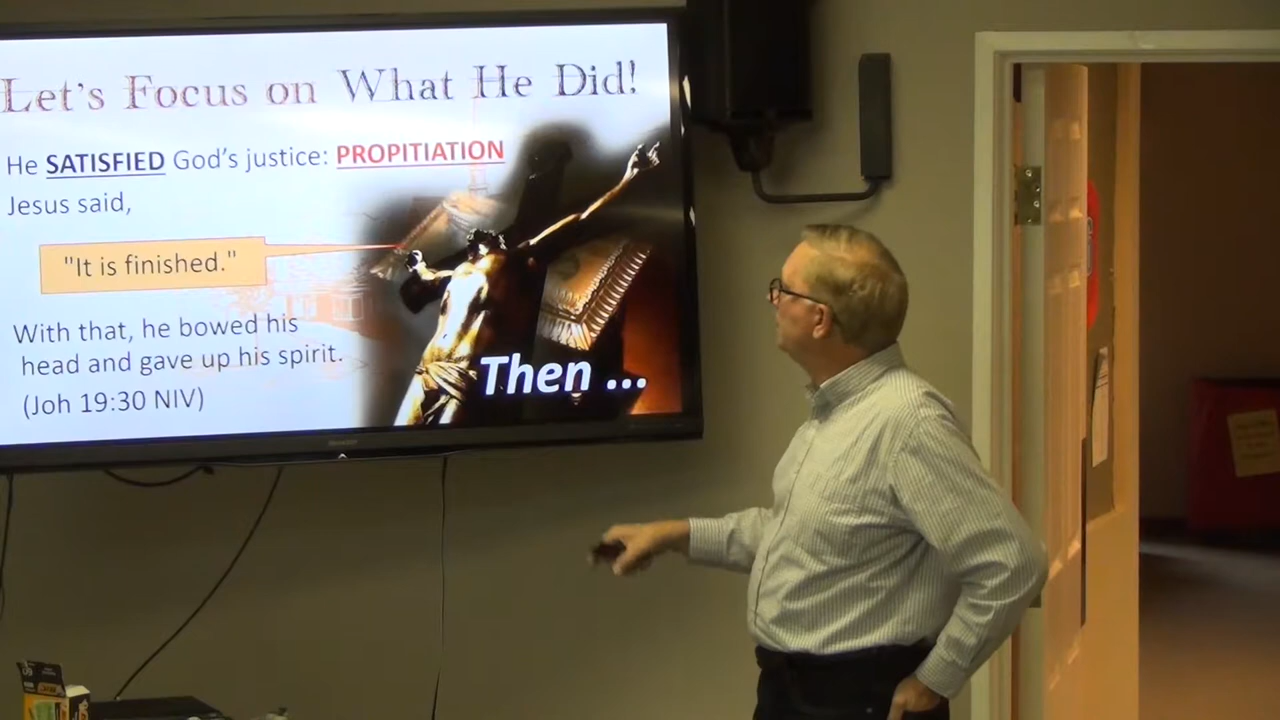 Let's Focus on What He Did!
He SATISFIED God's justice: PROPITIATION
Jesus said,
"It is finished."
With that, he bowed his
head and gave up his spirit.
(Joh 19:30 NIV)
Then ...